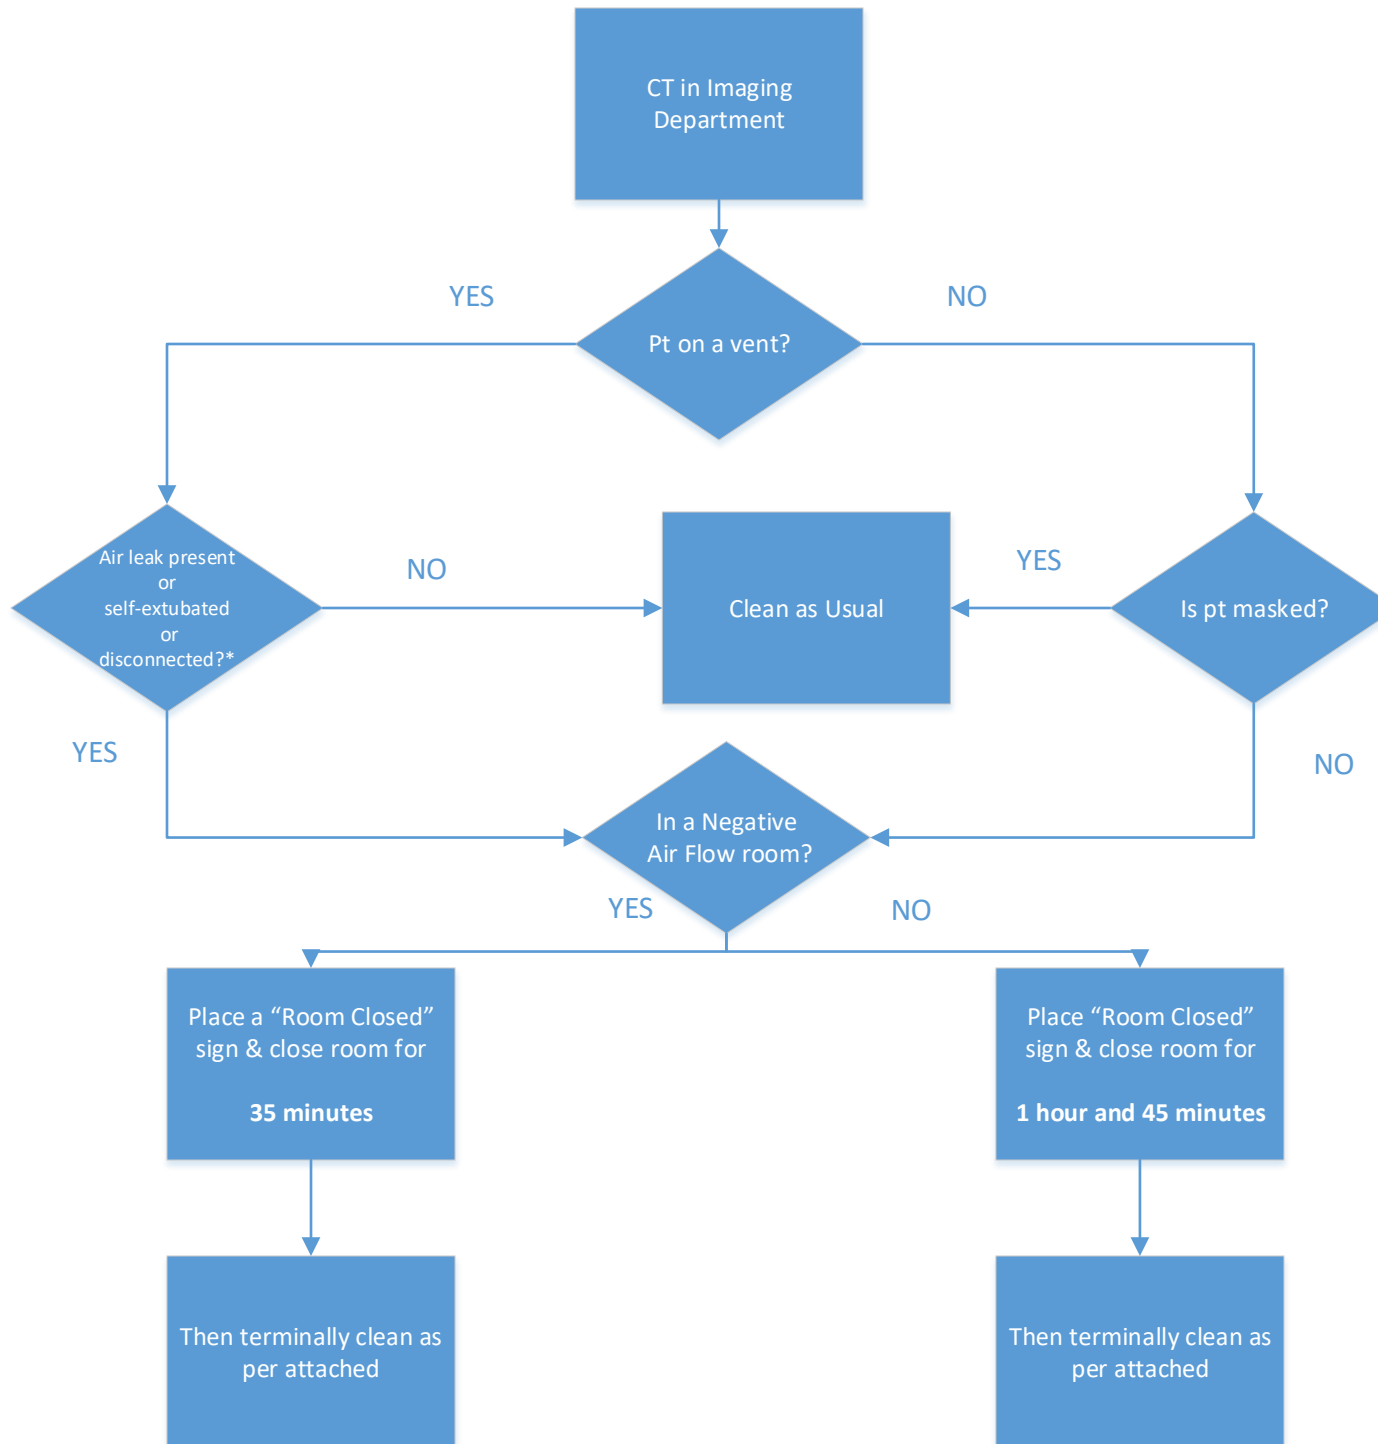 CT in Imaging
Department
YES
NO
Pt on a vent?
Air leak present
or
self-extubated
or
disconnected?*
NO
Clean as Usual
YES
Is pt masked?
YES
NO
In a Negative
Air Flow room?
YES
NO
Place a “Room Closed”
sign & close room for
35 minutes
Place “Room Closed”
sign & close room for
1 hour and 45 minutes
Then terminally clean as
per attached
Then terminally clean as
per attached